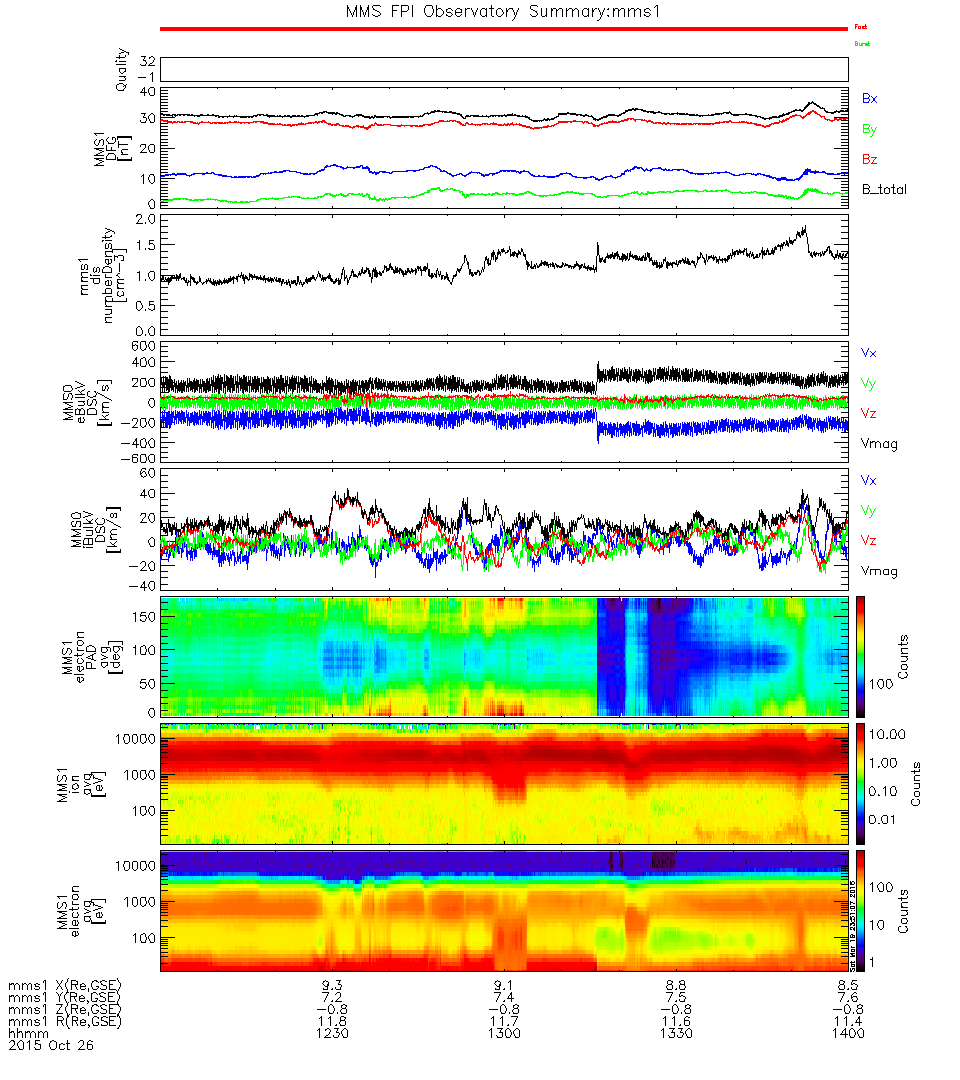 MMS FPI Observatory Summary:mms1
Fast
Burst
Quality
32
-1
MMS1
DFG
[nT]
40
30
20
10
0
Bx
By
Bz
B_total
mms1
dis
numberDensity
[cm^-3]
2.0
1.5
1.0
0.5
0.0
MMS0
eBulkV
DSC
[km/s]
600
400
200
0
-200
-400
-600
Vx
Vy
Vz
Vmag
MMS0
iBulkV
DSC
[km/s]
60
40
20
0
-20
-40
Vx
Vy
Vz
Vmag
MMS1
electron
PAD
avg
[deg]
150
100
50
0
100
Counts
MMS1
ion
avg
[eV]
10000
1000
100
10.00
1.00
0.10
0.01
Counts
MMS1
electron
avg
[eV]
10000
1000
100
100
10
1
Counts
mms1 X(Re,GSE) 9.3 9.1 8.8 8.5
mms1 Y(Re,GSE) 7.2 7.4 7.5 7.6
mms1 Z(Re,GSE) -0.8 -0.8 -0.8 -0.8
mms1 R(Re,GSE) 11.8 11.7 11.6 11.4
hhmm 1230 1300 1330 1400
2015 Oct 26